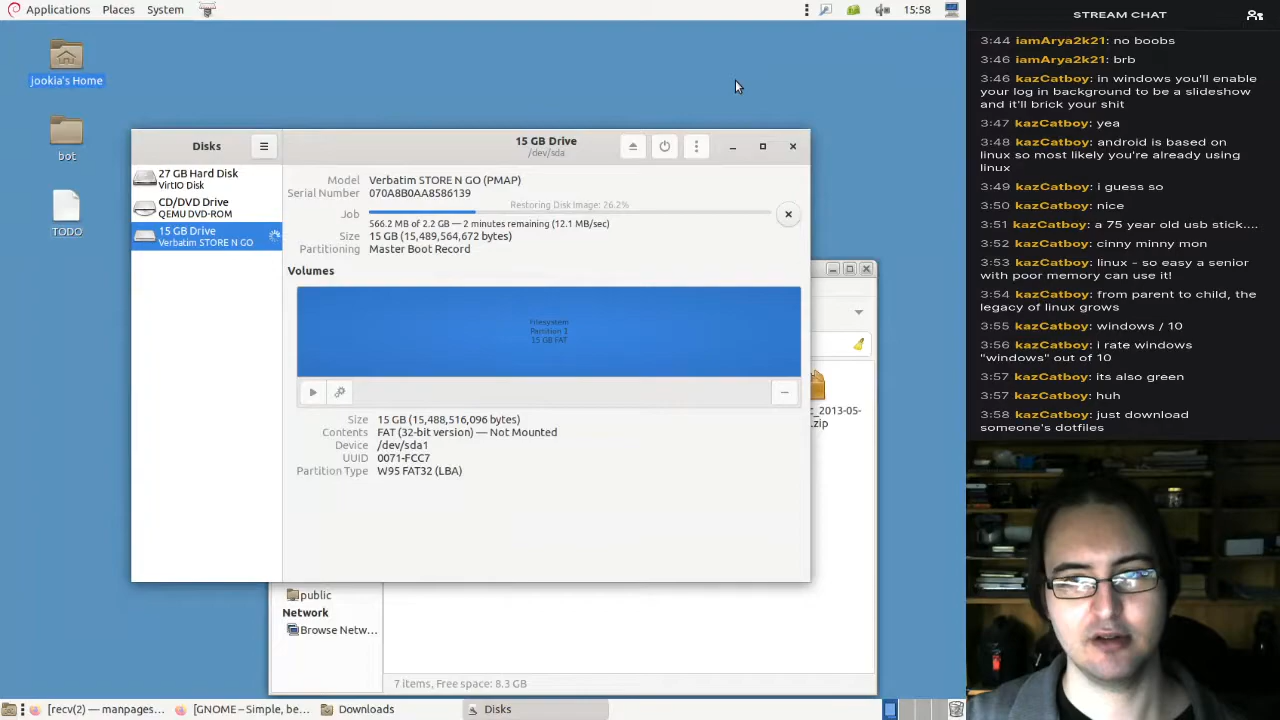 Applications Places System
15:58
jookia's Home
bot
TODO
Disks
15 GB Drive
/dev/sda
27 GB Hard Disk
VirtIO Disk
CD/DVD Drive
QEMU DVD-ROM
15 GB Drive
Verbatim STORE N GO
Model Verbatim STORE N GO (PMAP)
Serial Number 070A8B0AA8586139
Restoring Disk Image: 26.2%
Job
566.2 MB of 2.2 GB — 2 minutes remaining (12.1 MB/sec)
Size 15 GB (15,489,564,672 bytes)
Partitioning Master Boot Record
Volumes
Filesystem
Partition 1
15 GB FAT
Size 15 GB (15,488,516,096 bytes)
Contents FAT (32-bit version) — Not Mounted
Device /dev/sda1
UUID 0071-FCC7
Partition Type W95 FAT32 (LBA)
c_2013-05-
.zip
public
Network
Browse Netw...
7 items, Free space: 8.3 GB
[recv(2) — manpages... [GNOME – Simple, be... Downloads Disks
STREAM CHAT
3:44 iamArya2k21: no boobs
3:46 iamArya2k21: brb
3:46 kazCatboy: in windows you'll enable
your log in background to be a slideshow
and it'll brick your shit
3:47 kazCatboy: yea
3:48 kazCatboy: android is based on
linux so most likely you're already using
linux
3:49 kazCatboy: i guess so
3:50 kazCatboy: nice
3:51 kazCatboy: a 75 year old usb stick....
3:52 kazCatboy: cinny minny mon
3:53 kazCatboy: linux - so easy a senior
with poor memory can use it!
3:54 kazCatboy: from parent to child, the
legacy of linux grows
3:55 kazCatboy: windows / 10
3:56 kazCatboy: i rate windows
"windows" out of 10
3:57 kazCatboy: its also green
3:57 kazCatboy: huh
3:58 kazCatboy: just download
someone's dotfiles